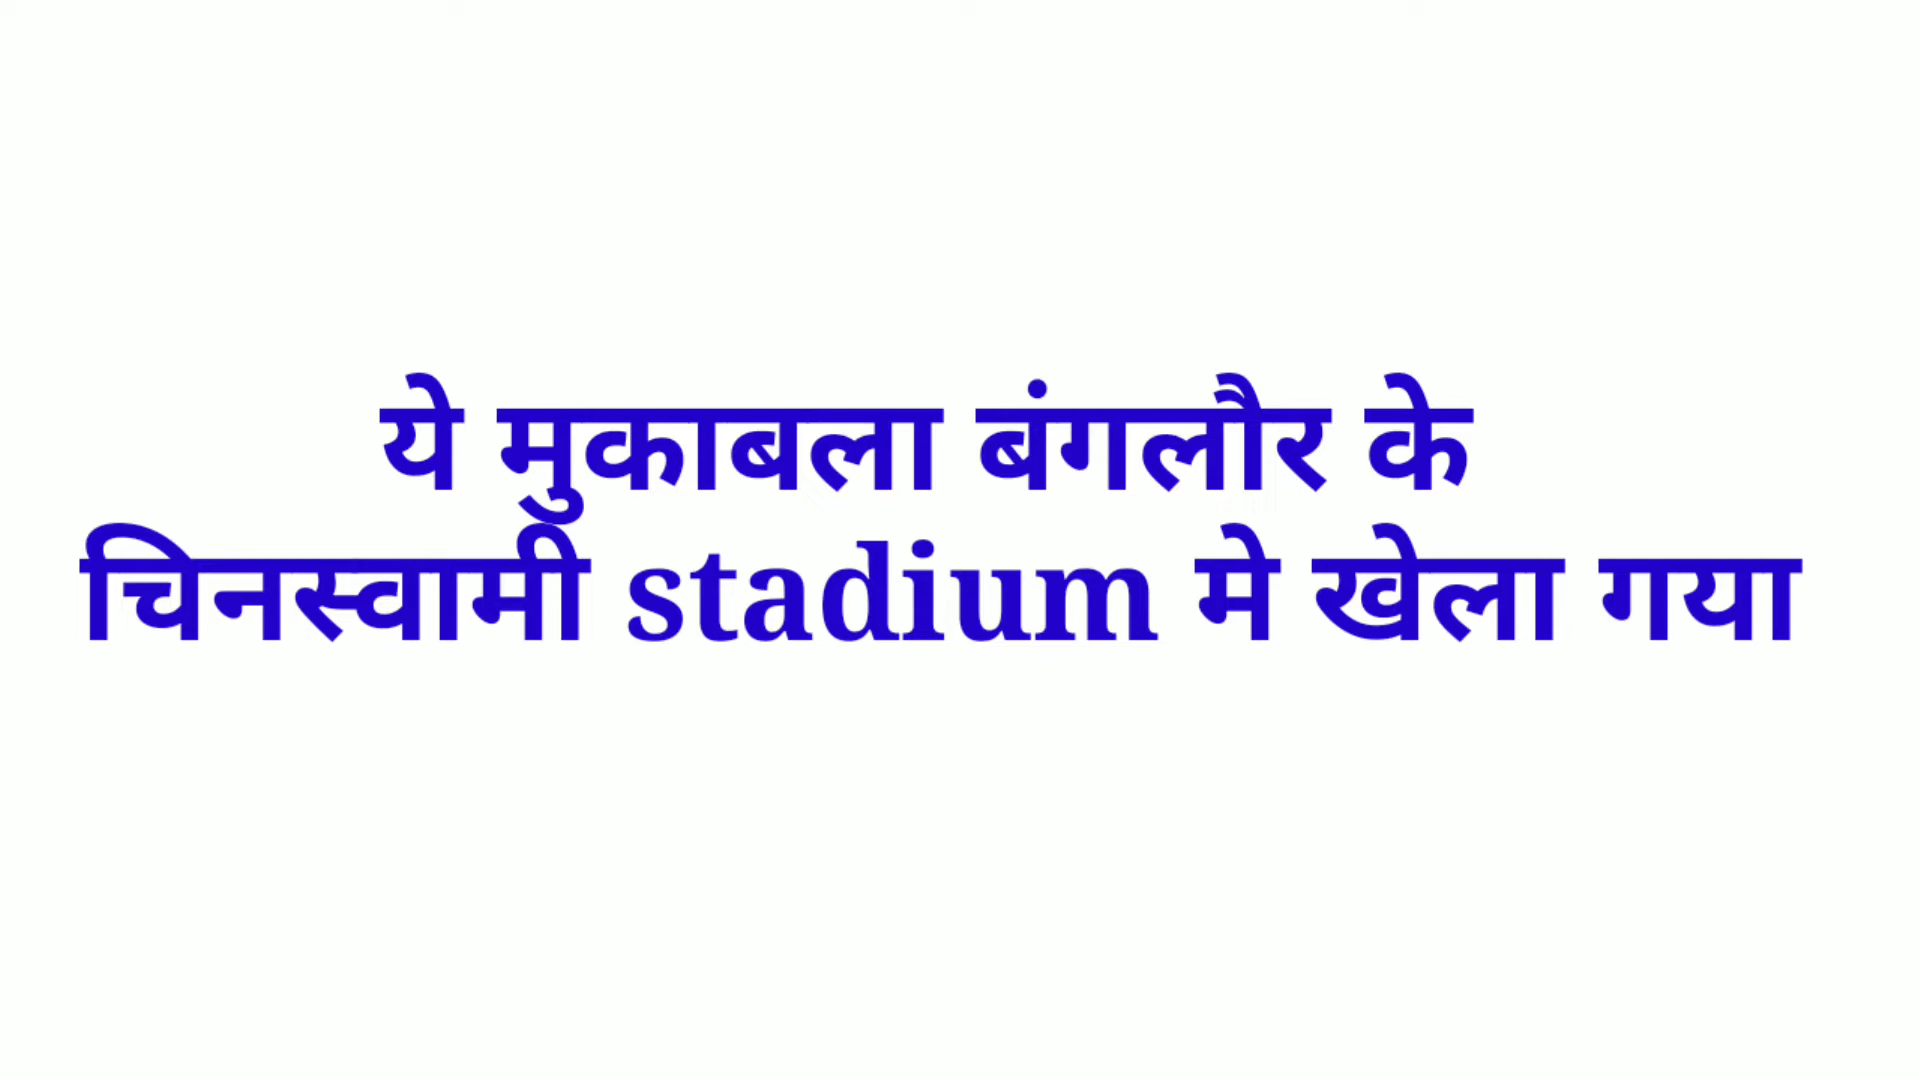 ये मुकाबला बंगलौर के
चिनस्वामी stadium मे खेला गया